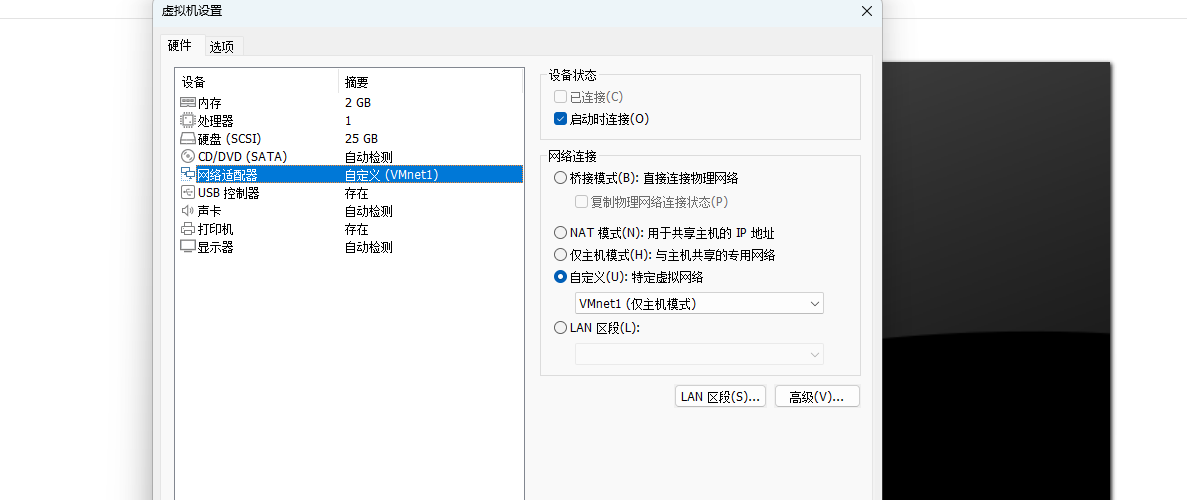 虚拟机设置
硬件 选项
设备 摘要
内存 2 GB
处理器 1
硬盘 (SCSI) 25 GB
CD/DVD (SATA) 自动检测
网络适配器 自定义 (VMnet1)
USB 控制器 存在
声卡 自动检测
打印机 存在
显示器 自动检测
设备状态
已连接(C)
启动时连接(O)
网络连接
桥接模式(B): 直接连接物理网络
复制物理网络连接状态(P)
NAT 模式(N): 用于共享主机的 IP 地址
仅主机模式(H): 与主机共享的专用网络
自定义(U): 特定虚拟网络
VMnet1 (仅主机模式)
LAN 区段(L):
LAN 区段(S)... 高级(V)...